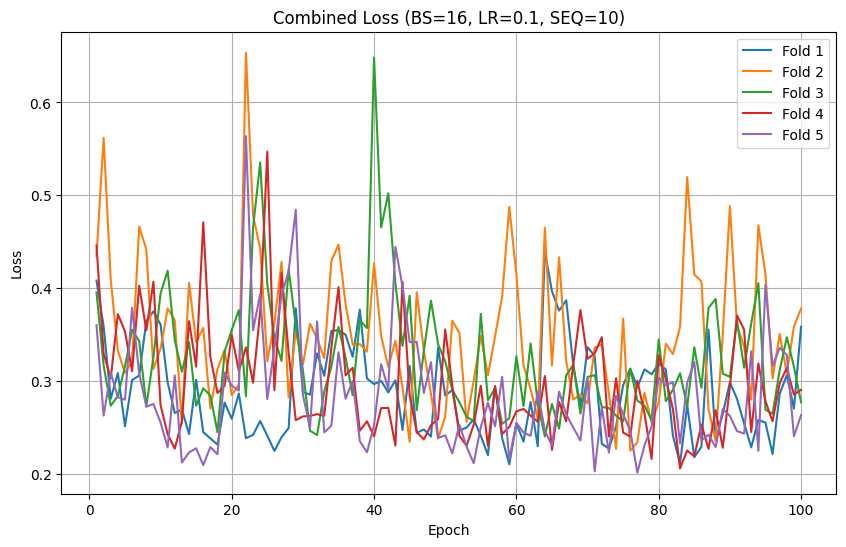 Combined Loss (BS=16, LR=0.1, SEQ=10)
Fold 1
Fold 2
Fold 3
Fold 4
Fold 5
Loss
0.6
0.5
0.4
0.3
0.2
0 20 40 60 80 100
Epoch